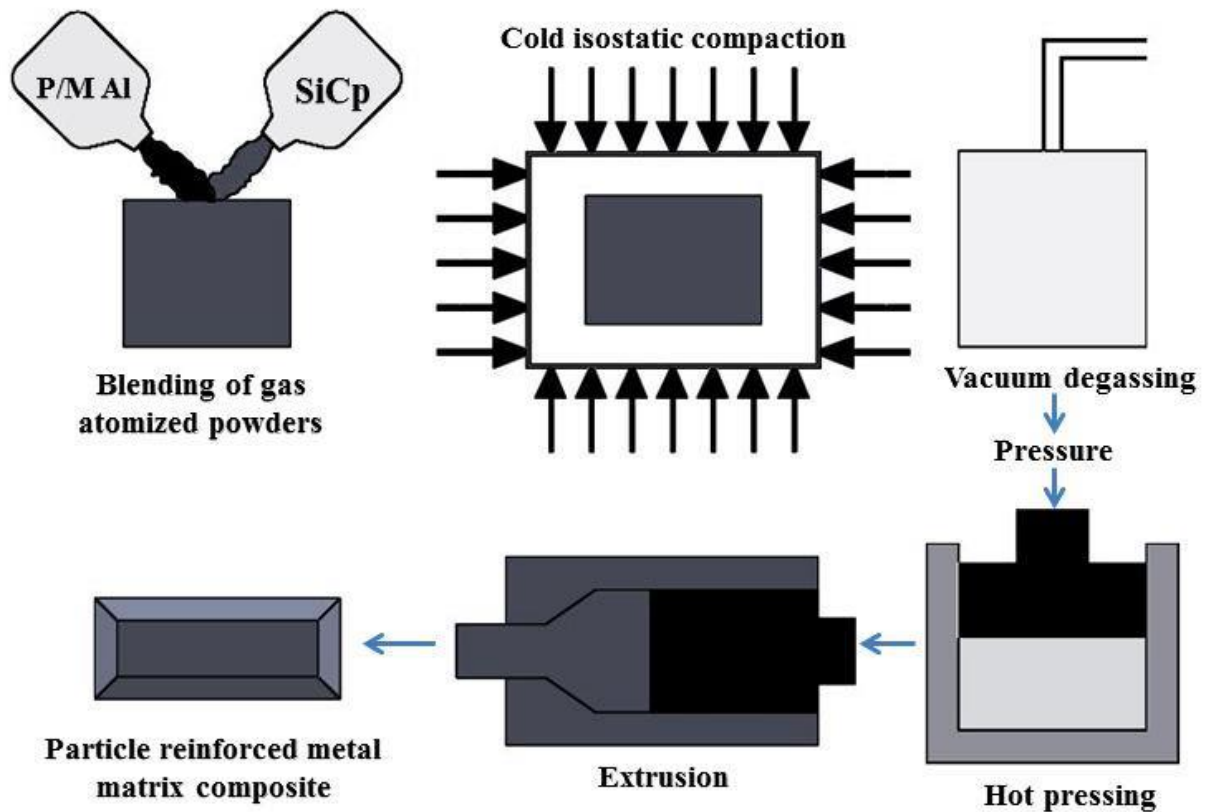 P/M Al
SiCp
Blending of gas
atomized powders
Cold isostatic compaction
Vacuum degassing
Pressure
Hot pressing
Extrusion
Particle reinforced metal
matrix composite